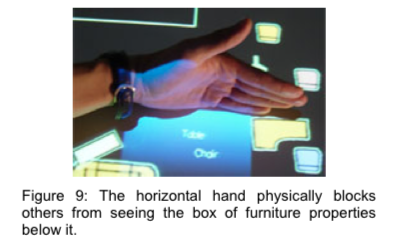 Table
Chair
Figure 9: The horizontal hand physically blocks
others from seeing the box of furniture properties
below it.